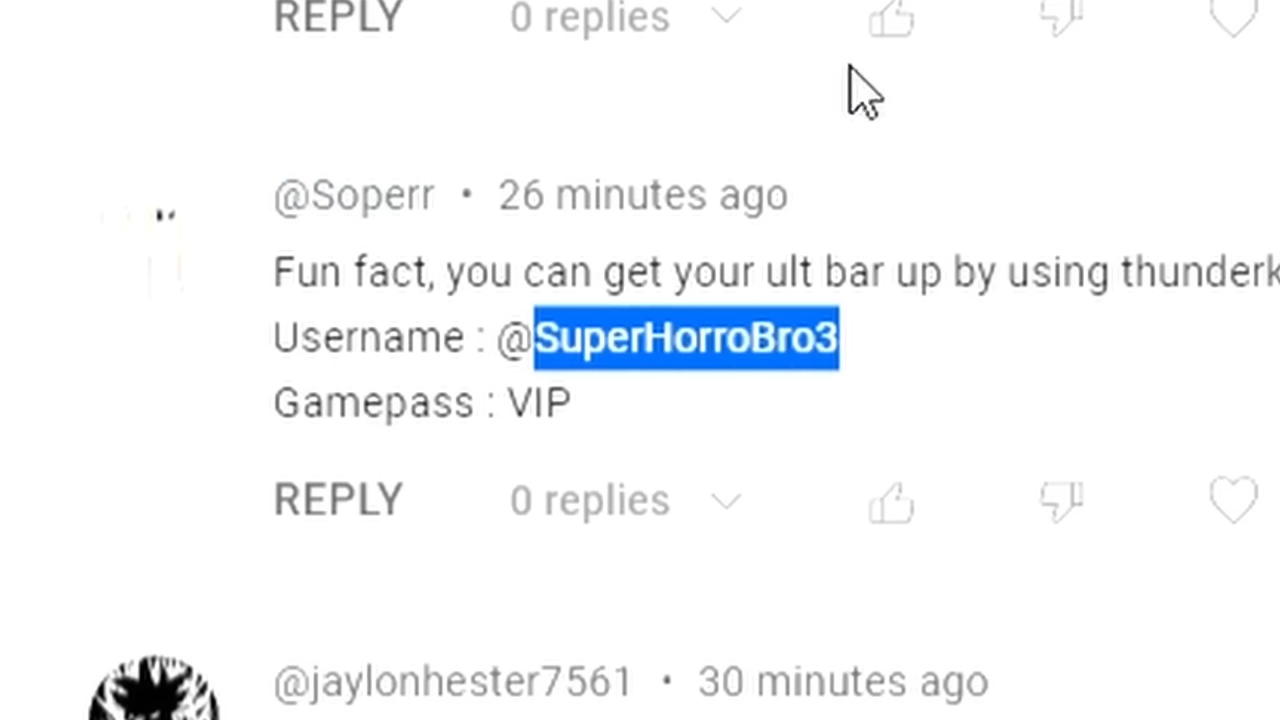 REPLY 0 replies
@Soperr • 26 minutes ago
Fun fact, you can get your ult bar up by using
Username : @SuperHorroBro3
Gamepass : VIP
REPLY 0 replies
@jaylonhester7561 • 30 minutes ago